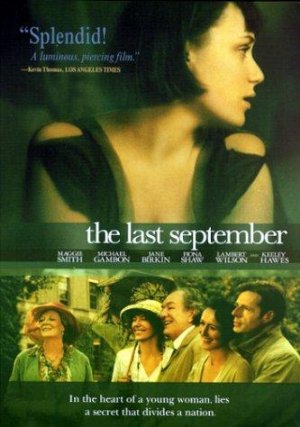 “Splendid!
A luminous, piercing film.”
—Kevin Thomas, LOS ANGELES TIMES
the last september
MAGGIE SMITH MICHAEL GAMBON JANE BIRKIN FIONA SHAW LAMBERT WILSON AND KEELEY HAWES
In the heart of a young woman, lies
a secret that divides a nation.